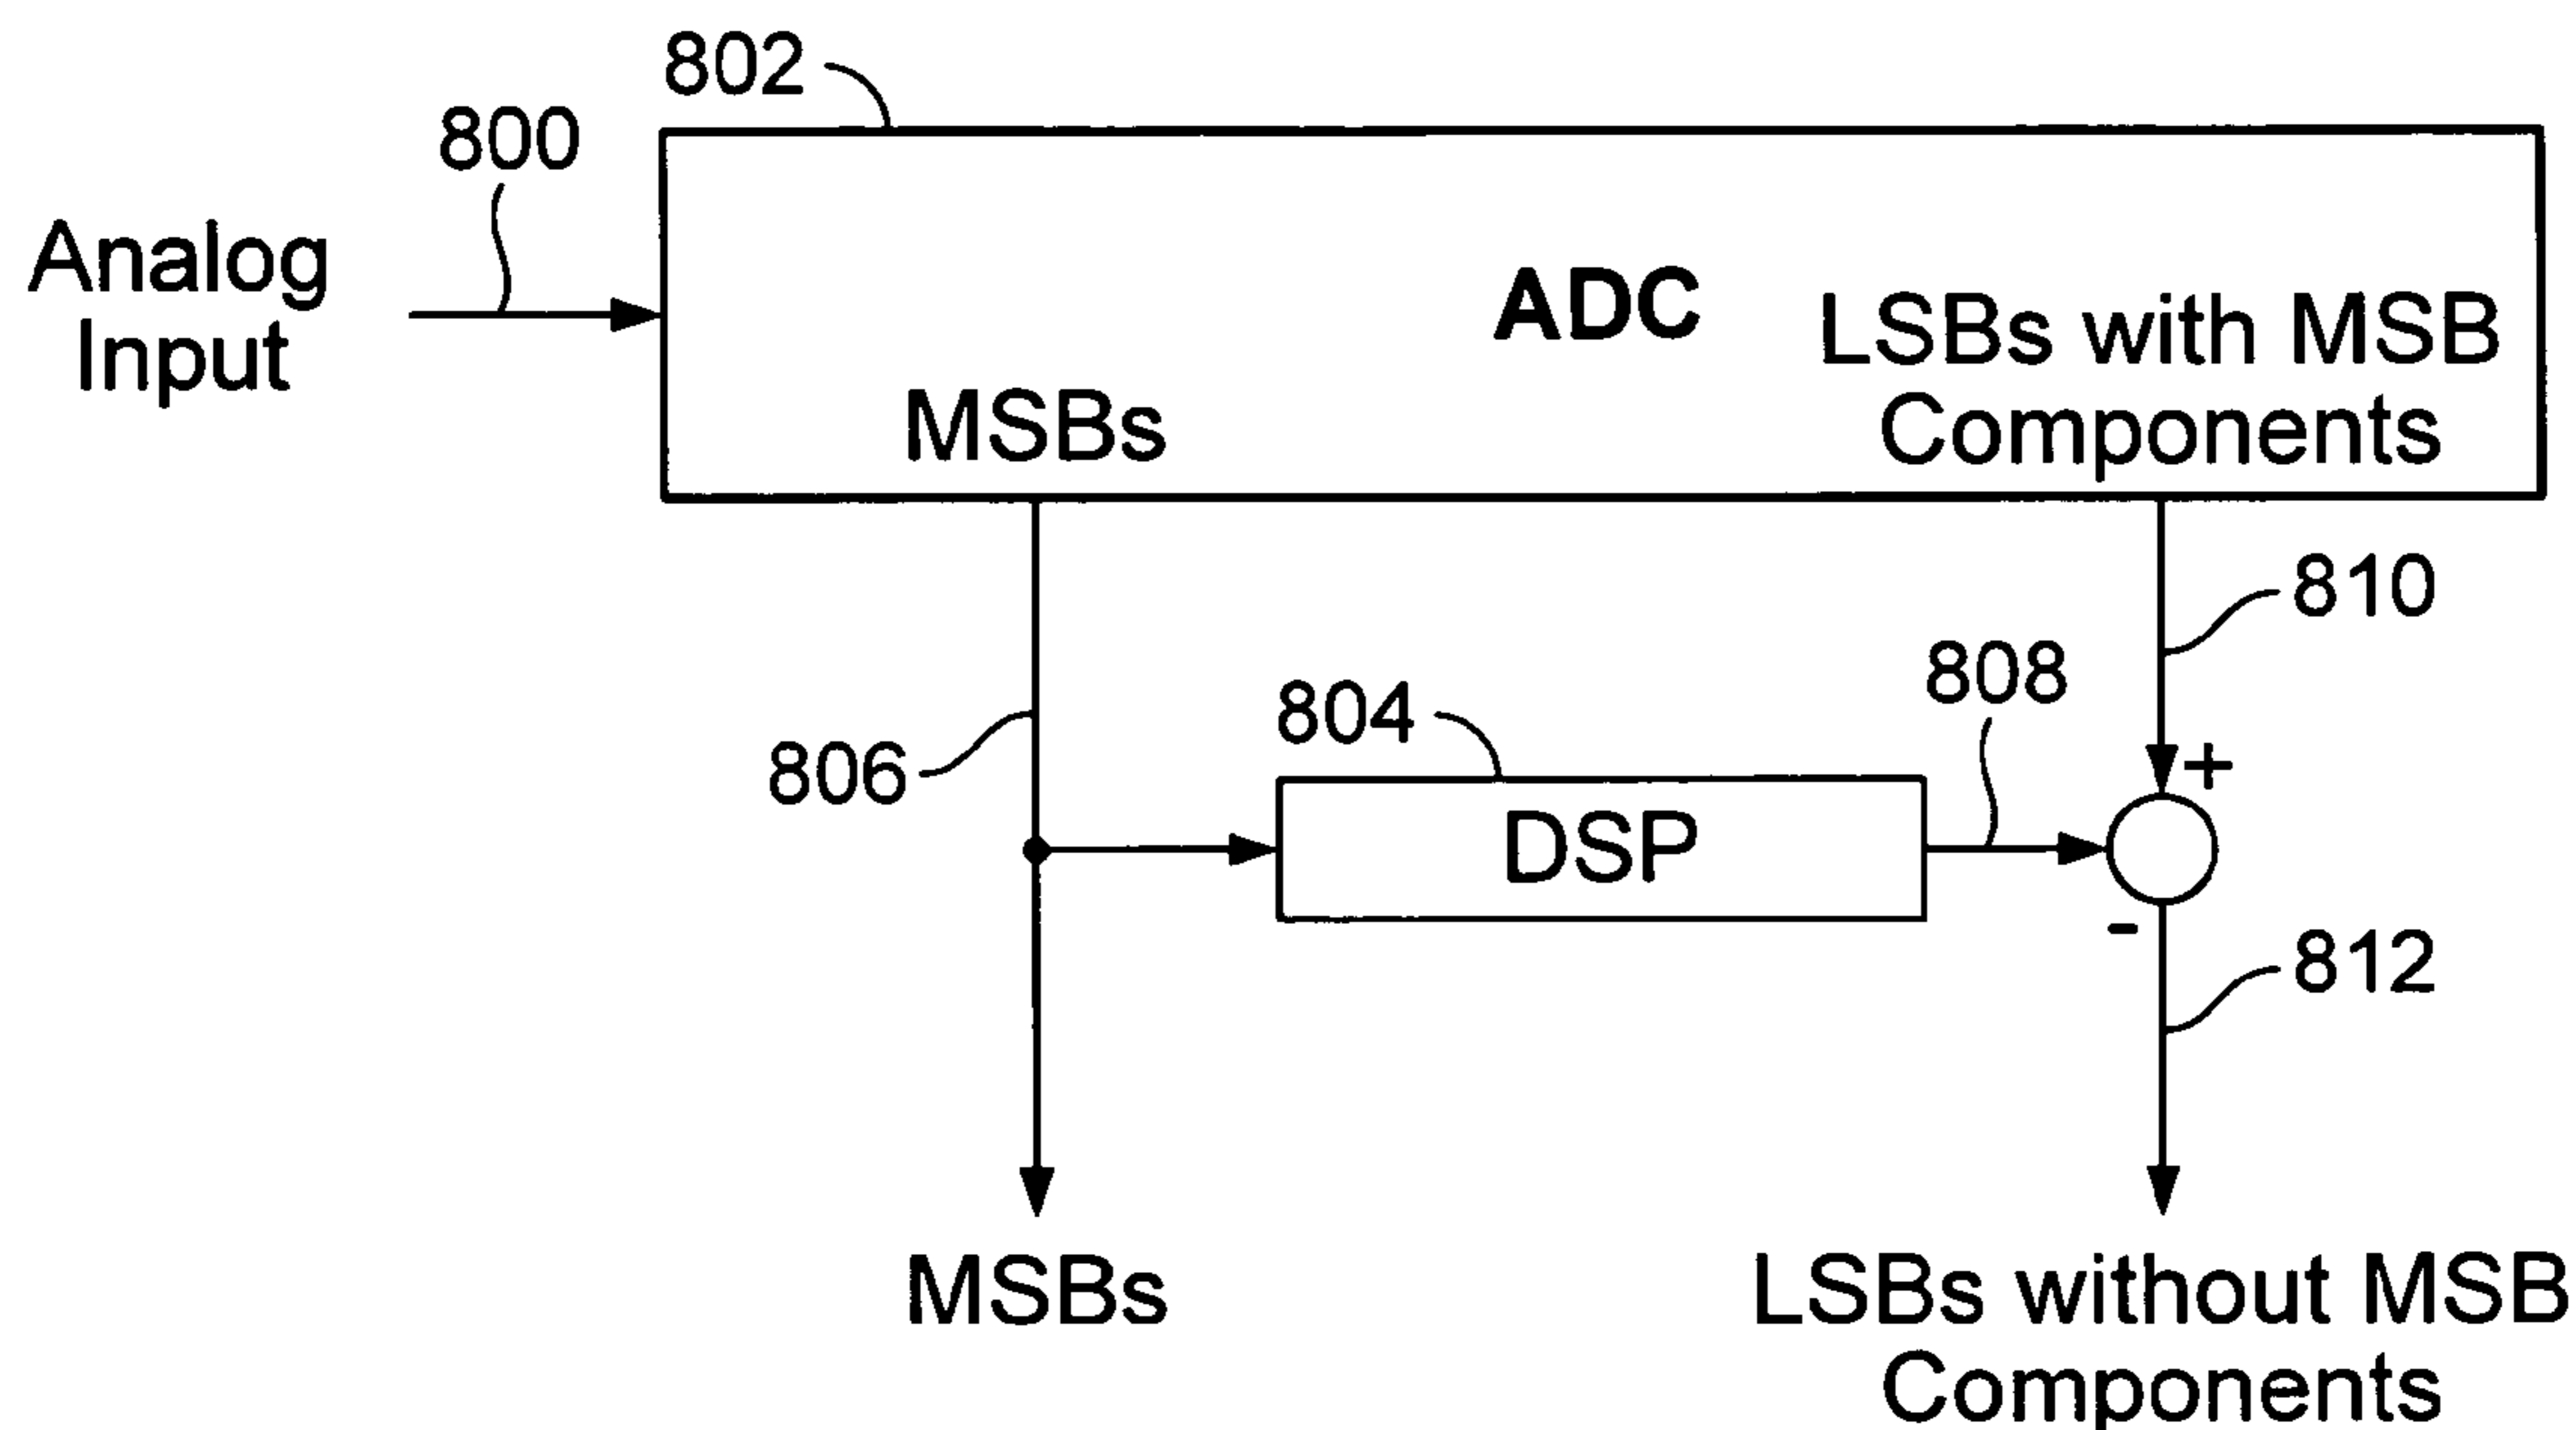 802
800
Analog
Input
ADC
LSBs with MSB
Components
MSBs
810
808
804
806
+
DSP
-
812
MSBs
LSBs without MSB
Components